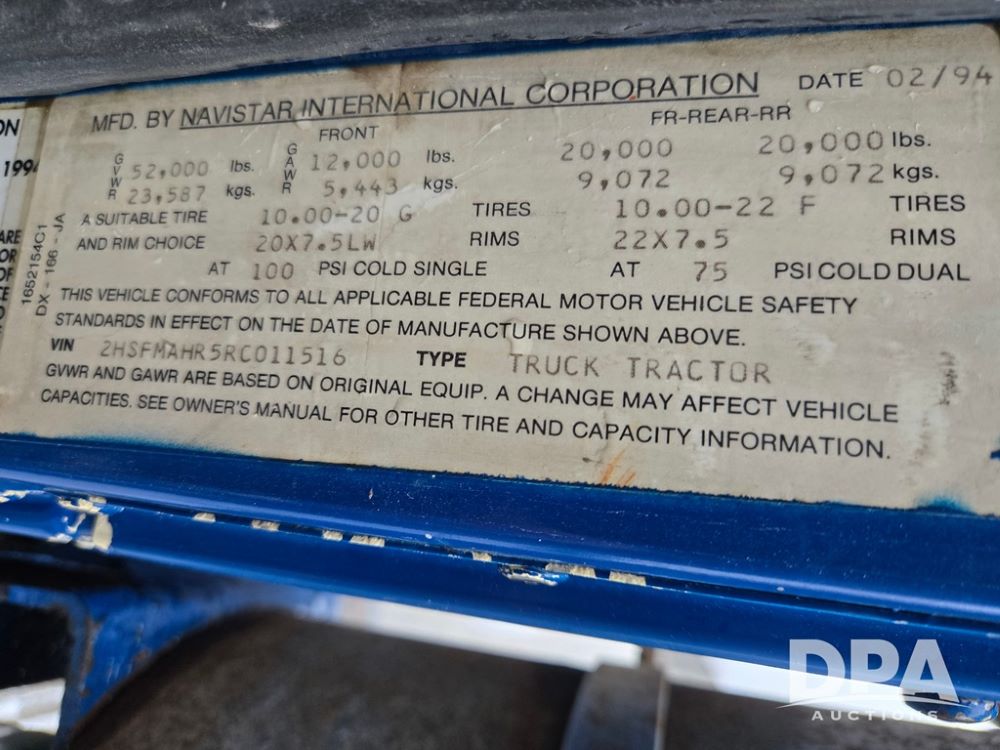 MFD. BY NAVISTAR INTERNATIONAL CORPORATION DATE 02/94
FRONT FR-REAR-RR
GVWR 52,000 lbs. GAWR 12,000 lbs. 20,000 20,000 lbs.
23,587 kgs. 5,443 kgs. 9,072 9,072 kgs.
A SUITABLE TIRE 10.00-20 G TIRES 10.00-22 F TIRES
AND RIM CHOICE 20X7.5LW RIMS 22X7.5 RIMS
AT 100 PSI COLD SINGLE AT 75 PSI COLD DUAL
THIS VEHICLE CONFORMS TO ALL APPLICABLE FEDERAL MOTOR VEHICLE SAFETY
STANDARDS IN EFFECT ON THE DATE OF MANUFACTURE SHOWN ABOVE.
VIN 2HSFMAHR5RC011516 TYPE TRUCK TRACTOR
GVWR AND GAWR ARE BASED ON ORIGINAL EQUIP. A CHANGE MAY AFFECT VEHICLE
CAPACITIES. SEE OWNER'S MANUAL FOR OTHER TIRE AND CAPACITY INFORMATION.
1652154C1
DX - 166 - JA
1994
DPA
AUCTIONS